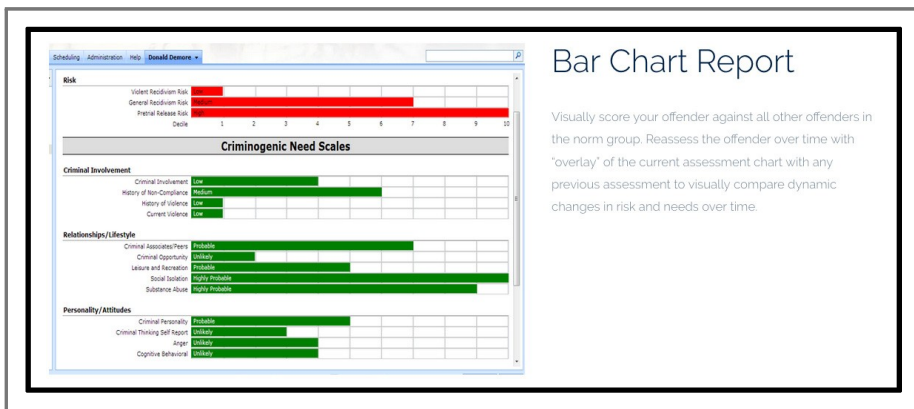 Scheduling Administration Help Donald Demore
Bar Chart Report
Visually score your offender against all other offenders in
the norm group. Reassess the offender over time with
"overlay" of the current assessment chart with any
previous assessment to visually compare dynamic
changes in risk and needs over time.
Risk
Violent Recidivism Risk Low
General Recidivism Risk Medium
Pretrial Release Risk High
Decile 1 2 3 4 5 6 7 8 9 10
Criminogenic Need Scales
Criminal Involvement
Criminal Involvement Low
History of Non-Compliance Medium
History of Violence Low
Current Violence Low
Relationships/Lifestyle
Criminal Associates/Peers Probable
Criminal Opportunity Unlikely
Leisure and Recreation Probable
Social Isolation Highly Probable
Substance Abuse Highly Probable
Personality/Attitudes
Criminal Personality Probable
Criminal Thinking Self Report Unlikely
Anger Unlikely
Cognitive Behavioral Unlikely